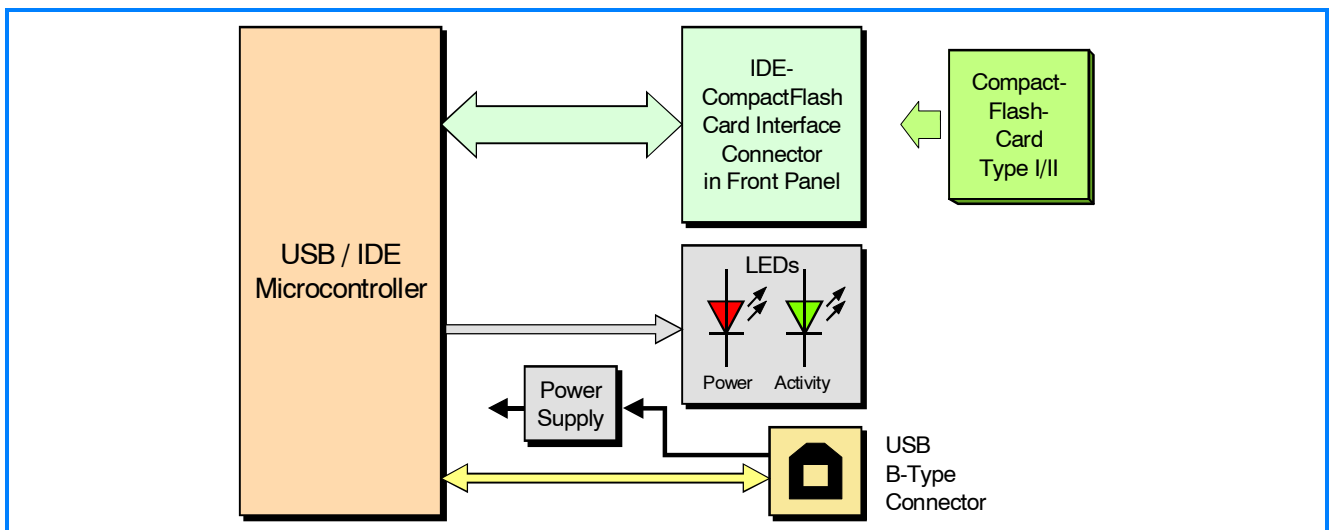 IDE-
CompactFlash
Card Interface
Connector
in Front Panel
Compact-
Flash-
Card
Type I/II
USB / IDE
Microcontroller
LEDs
Power
Activity
Power
Supply
USB
B-Type
Connector